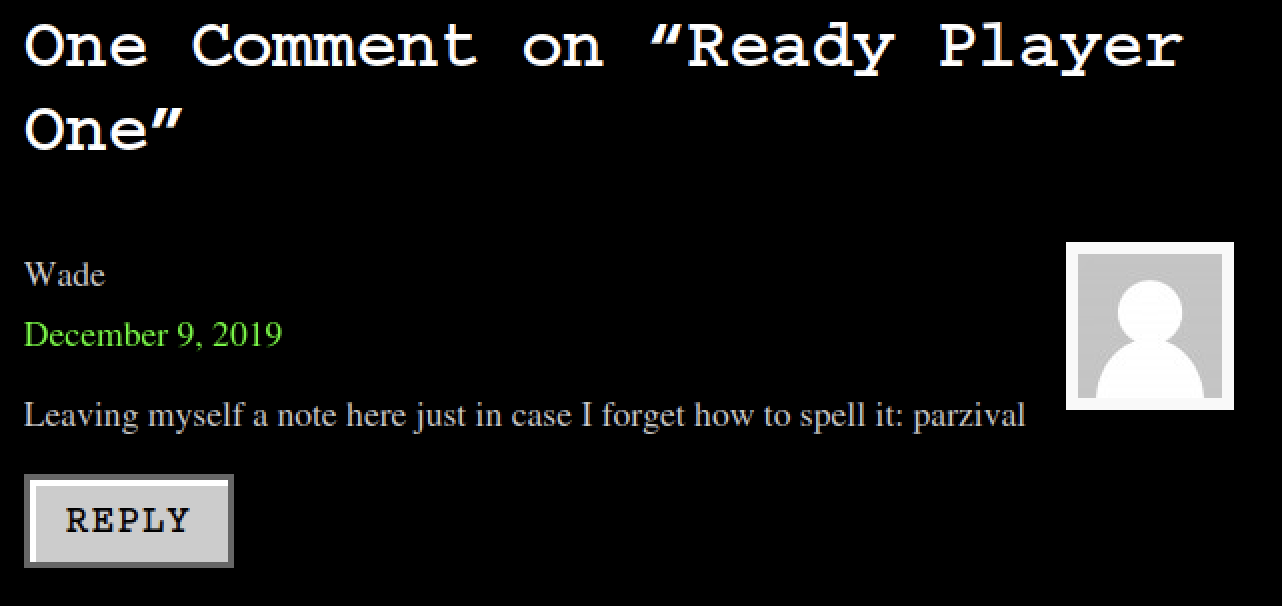 One Comment on “Ready Player
One”
Wade
December 9, 2019
Leaving myself a note here just in case I forget how to spell it: parzival
REPLY